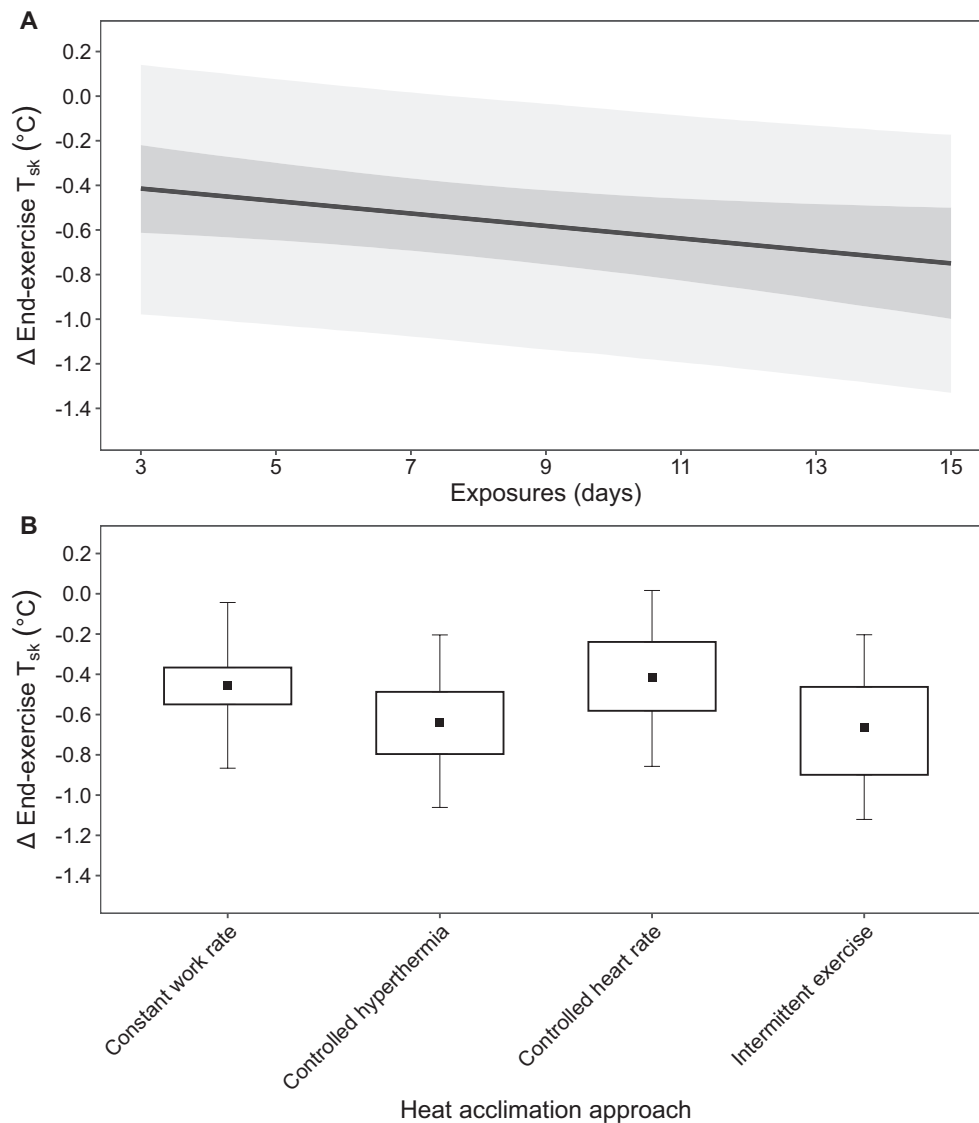 A
Δ End-exercise Tsk (°C)
0.2
0.0
-0.2
-0.4
-0.6
-0.8
-1.0
-1.2
-1.4
3 5 7 9 11 13 15
Exposures (days)
B
Δ End-exercise Tsk (°C)
0.2
0.0
-0.2
-0.4
-0.6
-0.8
-1.0
-1.2
-1.4
Constant work rate
Controlled hyperthermia
Controlled heart rate
Intermittent exercise
Heat acclimation approach